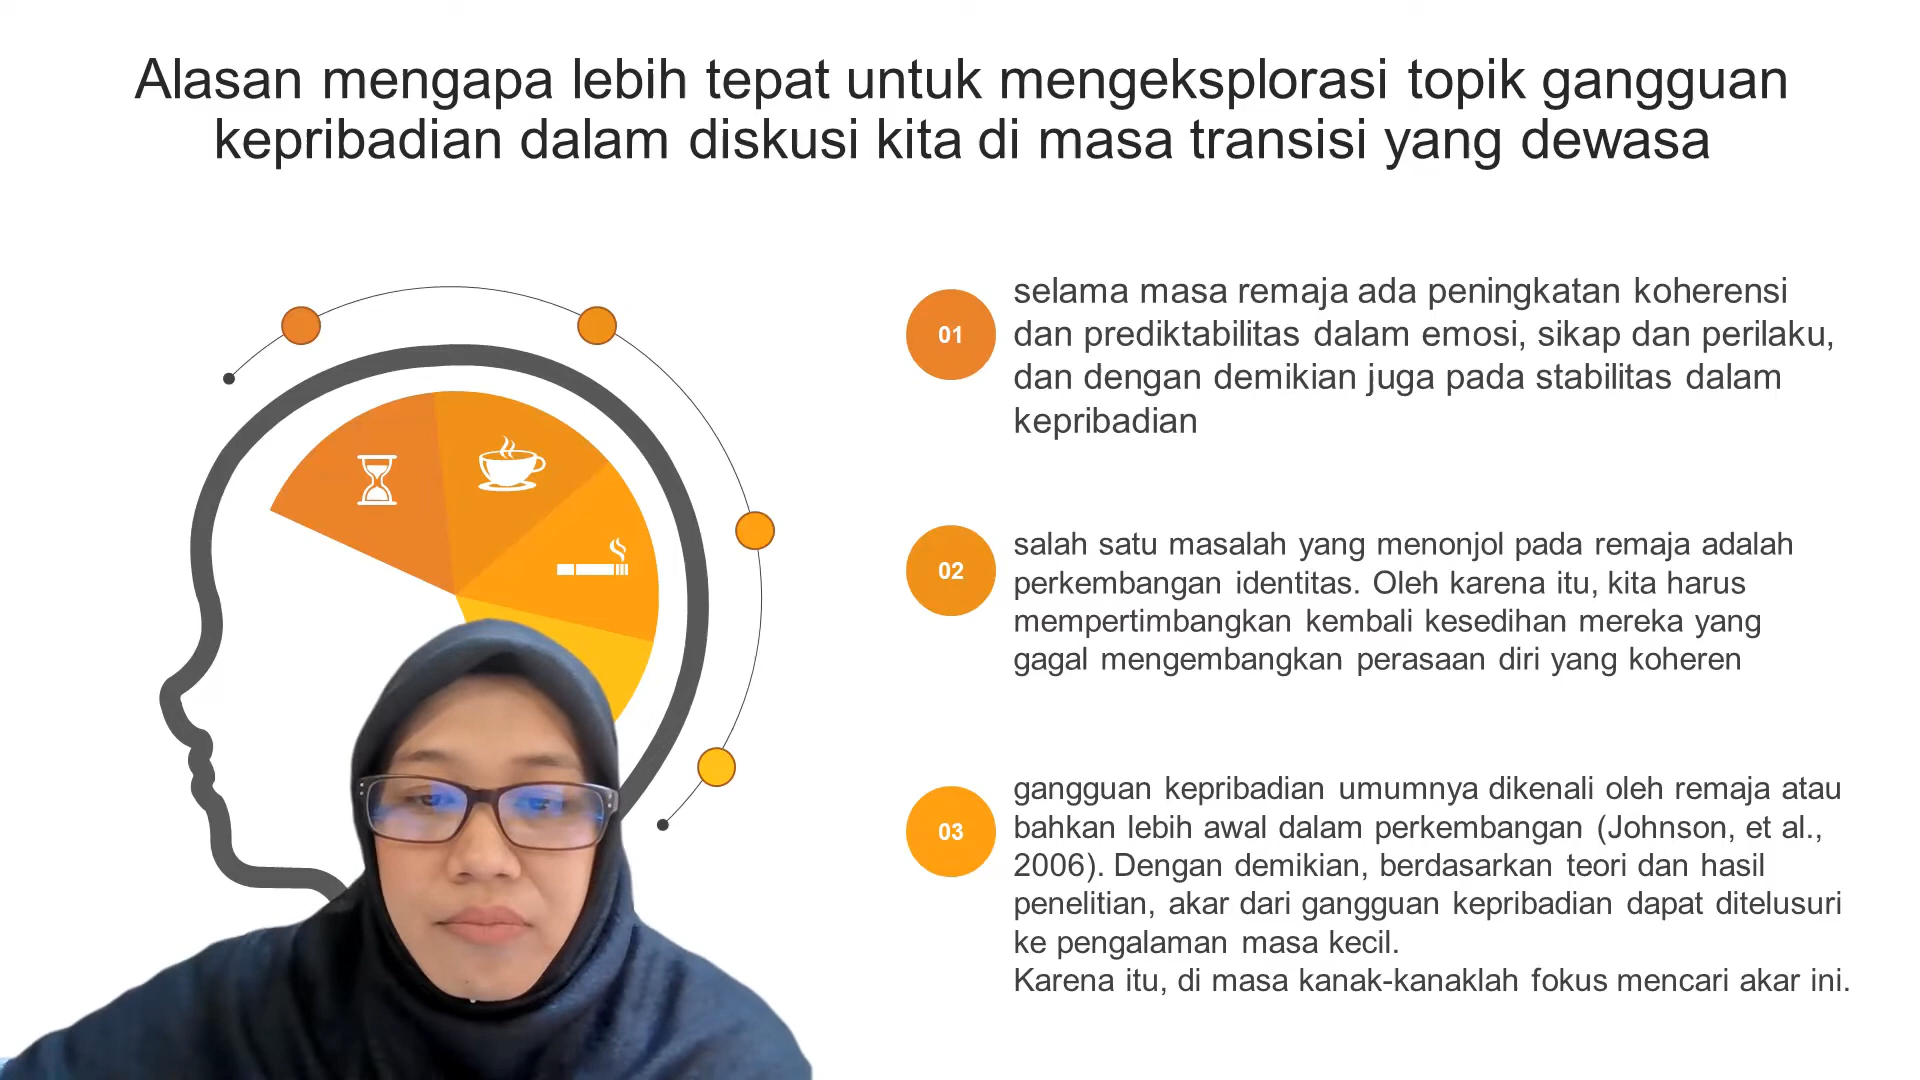 Alasan mengapa lebih tepat untuk mengeksplorasi topik gangguan
kepribadian dalam diskusi kita di masa transisi yang dewasa
01
selama masa remaja ada peningkatan koherensi
dan prediktabilitas dalam emosi, sikap dan perilaku,
dan dengan demikian juga pada stabilitas dalam
kepribadian
02
salah satu masalah yang menonjol pada remaja adalah
perkembangan identitas. Oleh karena itu, kita harus
mempertimbangkan kembali kesedihan mereka yang
gagal mengembangkan perasaan diri yang koheren
03
gangguan kepribadian umumnya dikenali oleh remaja atau
bahkan lebih awal dalam perkembangan (Johnson, et al.,
2006). Dengan demikian, berdasarkan teori dan hasil
penelitian, akar dari gangguan kepribadian dapat ditelusuri
ke pengalaman masa kecil.
Karena itu, di masa kanak-kanaklah fokus mencari akar ini.